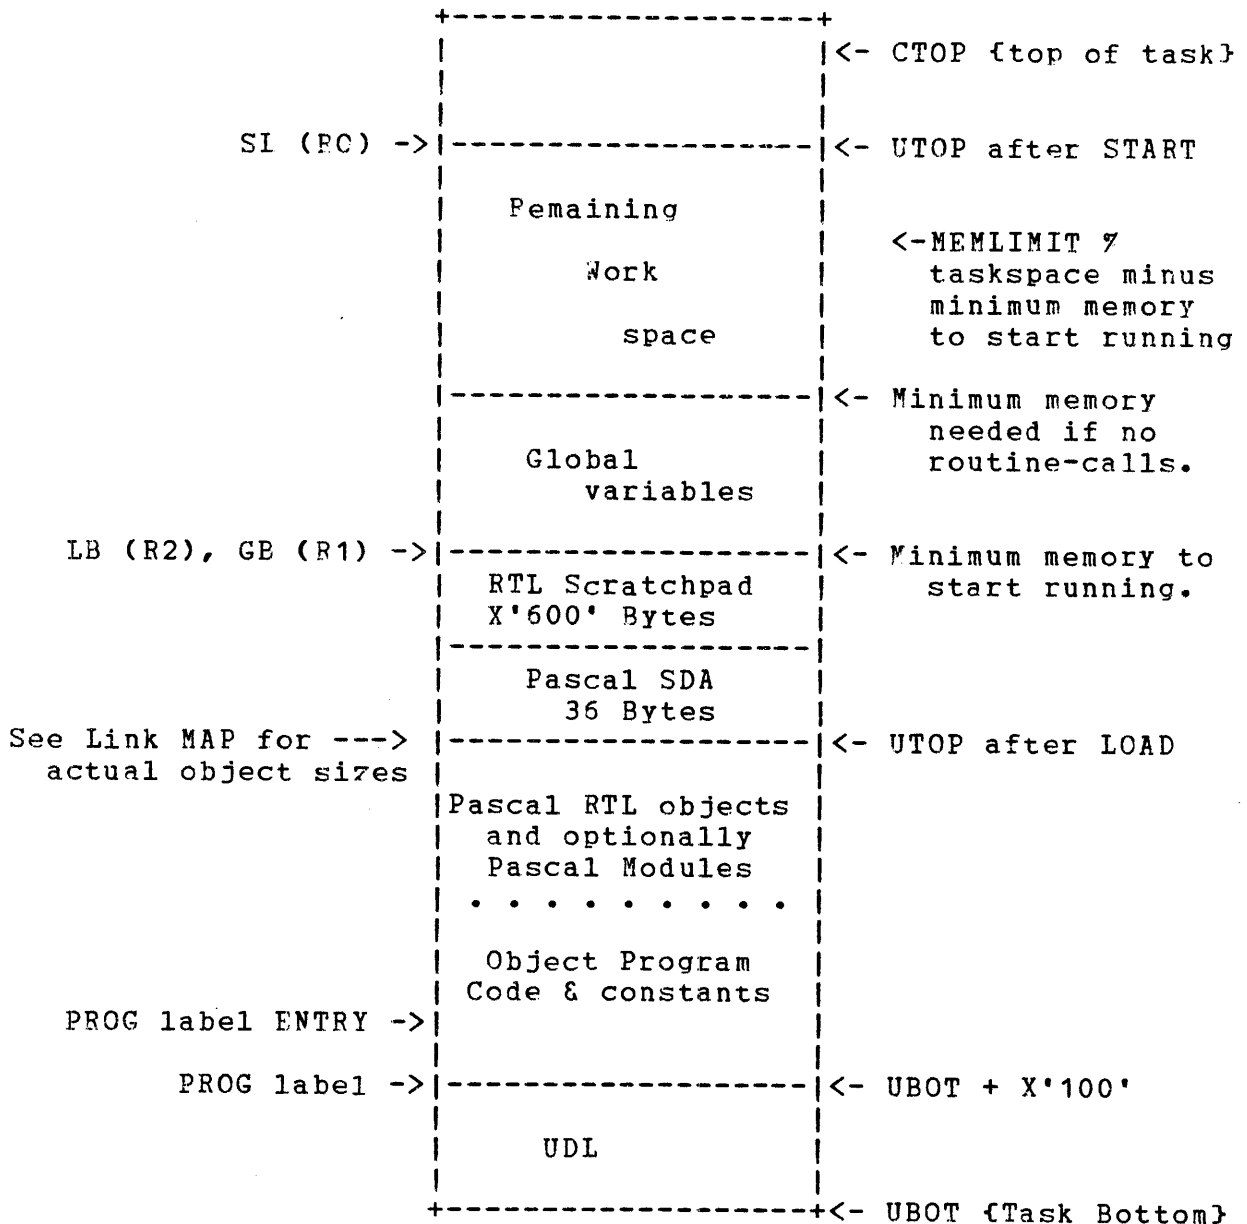 <- CTOP {top of task}
SL (R0) -> <- UTOP after START
Remaining
<-MEMLIMIT %
Work taskspace minus
minimum memory
space to start running
<- Minimum memory
needed if no
Global routine-calls.
variables
LB (R2), GB (R1) -> <- Minimum memory to
RTL Scratchpad start running.
X'600' Bytes
Pascal SDA
36 Bytes
See Link MAP for ---> <- UTOP after LOAD
actual object sizes
Pascal RTL objects
and optionally
Pascal Modules
. . . . . . . . . .
Object Program
Code & constants
PROG label ENTRY ->
PROG label -> <- UBOT + X'100'
UDL
<- UBOT {Task Bottom}